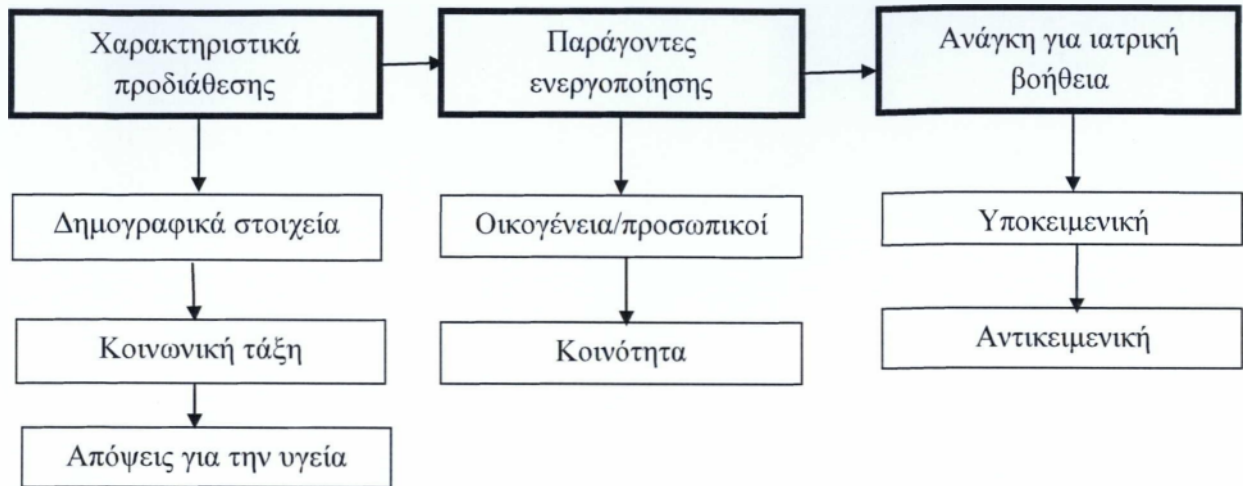 Χαρακτηριστικά
προδιάθεσης
Παράγοντες
ενεργοποίησης
Ανάγκη για ιατρική
βοήθεια
Δημογραφικά στοιχεία
Οικογένεια/προσωπικοί
Υποκειμενική
Κοινωνική τάξη
Κοινότητα
Αντικειμενική
Απόψεις για την υγεία